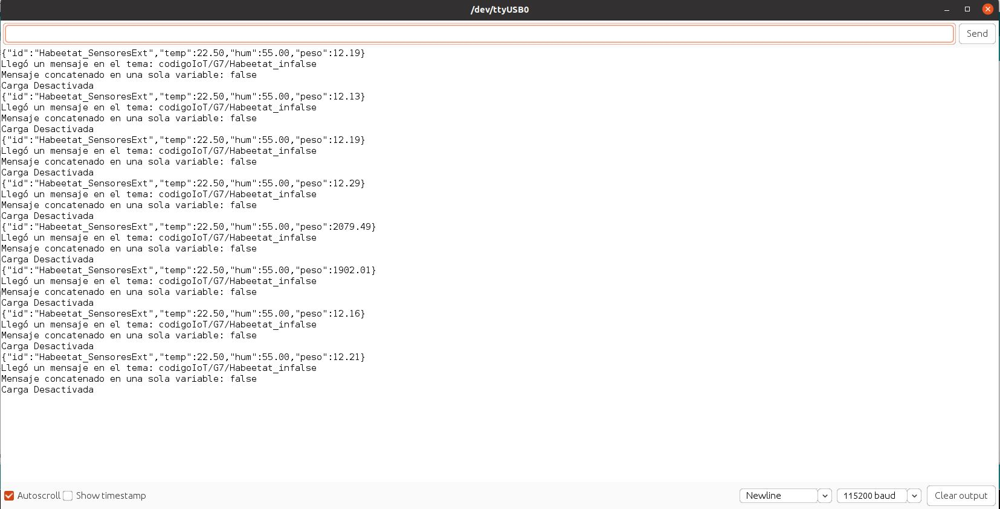 /dev/ttyUSB0
Send
{"id":"Habeetat_SensoresExt","temp":22.50,"hum":55.00,"peso":12.19}
Llegó un mensaje en el tema: codigoIoT/G7/Habeetat_infalse
Mensaje concatenado en una sola variable: false
Carga Desactivada
{"id":"Habeetat_SensoresExt","temp":22.50,"hum":55.00,"peso":12.13}
Llegó un mensaje en el tema: codigoIoT/G7/Habeetat_infalse
Mensaje concatenado en una sola variable: false
Carga Desactivada
{"id":"Habeetat_SensoresExt","temp":22.50,"hum":55.00,"peso":12.19}
Llegó un mensaje en el tema: codigoIoT/G7/Habeetat_infalse
Mensaje concatenado en una sola variable: false
Carga Desactivada
{"id":"Habeetat_SensoresExt","temp":22.50,"hum":55.00,"peso":12.29}
Llegó un mensaje en el tema: codigoIoT/G7/Habeetat_infalse
Mensaje concatenado en una sola variable: false
Carga Desactivada
{"id":"Habeetat_SensoresExt","temp":22.50,"hum":55.00,"peso":2079.49}
Llegó un mensaje en el tema: codigoIoT/G7/Habeetat_infalse
Mensaje concatenado en una sola variable: false
Carga Desactivada
{"id":"Habeetat_SensoresExt","temp":22.50,"hum":55.00,"peso":1902.01}
Llegó un mensaje en el tema: codigoIoT/G7/Habeetat_infalse
Mensaje concatenado en una sola variable: false
Carga Desactivada
{"id":"Habeetat_SensoresExt","temp":22.50,"hum":55.00,"peso":12.16}
Llegó un mensaje en el tema: codigoIoT/G7/Habeetat_infalse
Mensaje concatenado en una sola variable: false
Carga Desactivada
{"id":"Habeetat_SensoresExt","temp":22.50,"hum":55.00,"peso":12.21}
Llegó un mensaje en el tema: codigoIoT/G7/Habeetat_infalse
Mensaje concatenado en una sola variable: false
Carga Desactivada
Autoscroll Show timestamp Newline 115200 baud Clear output